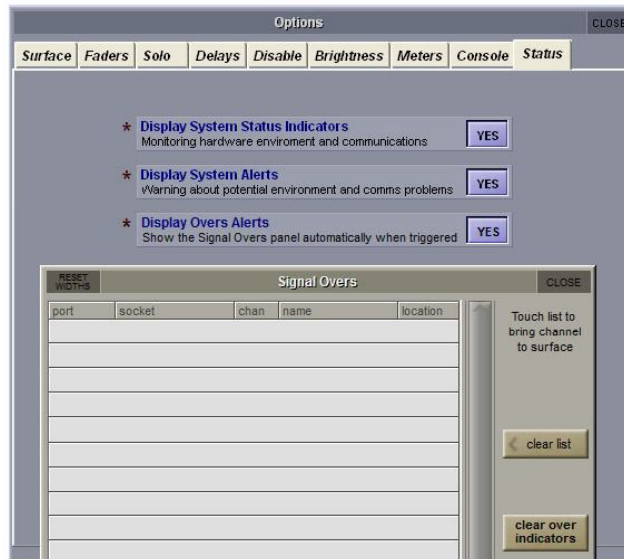 Options
CLOSE
Surface Faders Solo Delays Disable Brightness Meters Console Status
* Display System Status Indicators
Monitoring hardware enviroment and communications
YES
* Display System Alerts
Warning about potential environment and comms problems
YES
* Display Overs Alerts
Show the Signal Overs panel automatically when triggered
YES
RESET
WIDTHS
Signal Overs
CLOSE
port socket chan name location
Touch list to
bring channel
to surface
clear list
clear over
indicators